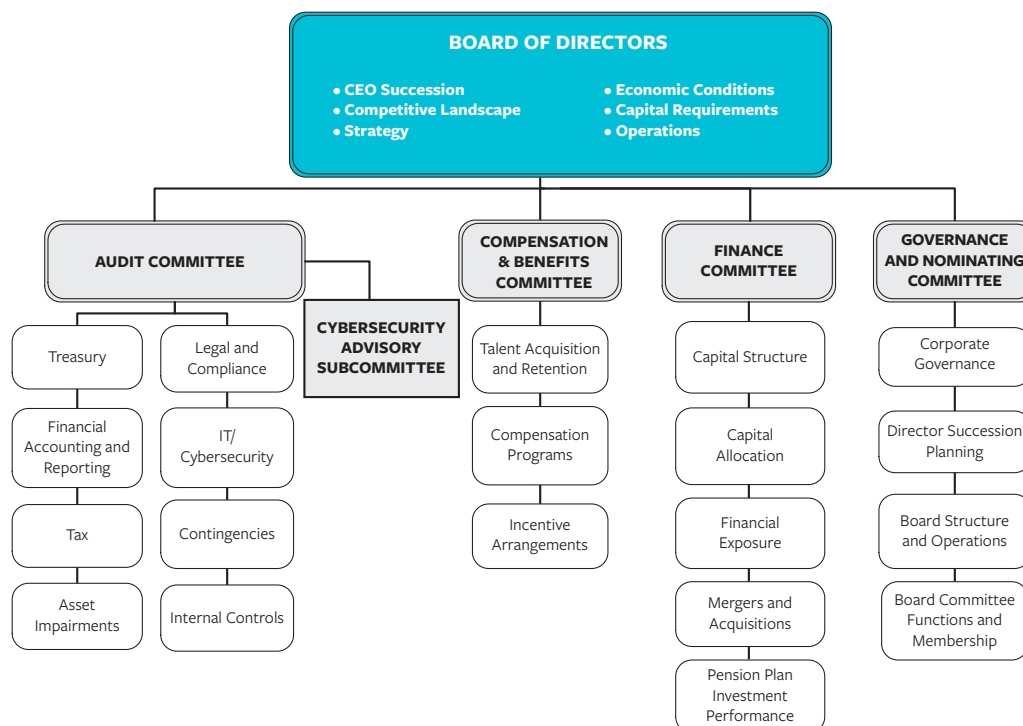 BOARD OF DIRECTORS
• CEO Succession
• Competitive Landscape
• Strategy
• Economic Conditions
• Capital Requirements
• Operations
AUDIT COMMITTEE
CYBERSECURITY
ADVISORY
SUBCOMMITTEE
Treasury
Financial
Accounting and
Reporting
Tax
Asset
Impairments
Legal and
Compliance
IT/
Cybersecurity
Contingencies
Internal Controls
COMPENSATION
& BENEFITS
COMMITTEE
Talent Acquisition
and Retention
Compensation
Programs
Incentive
Arrangements
FINANCE
COMMITTEE
Capital Structure
Capital
Allocation
Financial
Exposure
Mergers and
Acquisitions
Pension Plan
Investment
Performance
GOVERNANCE
AND NOMINATING
COMMITTEE
Corporate
Governance
Director Succession
Planning
Board Structure
and Operations
Board Committee
Functions and
Membership